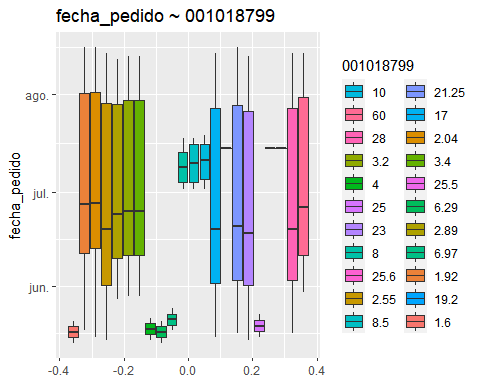 fecha_pedido ~ 001018799
fecha_pedido
ago.
jul.
jun.
-0.4 -0.2 0.0 0.2 0.4
001018799
10 21.25
60 17
28 2.04
3.2 3.4
4 25.5
25 6.29
23 2.89
8 6.97
25.6 1.92
2.55 19.2
8.5 1.6